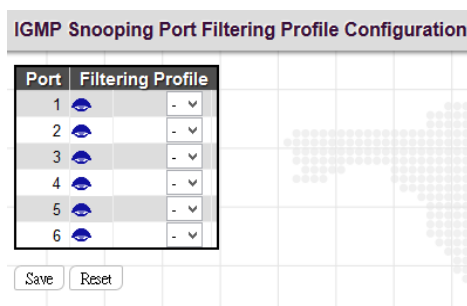 IGMP Snooping Port Filtering Profile Configuration
Port Filtering Profile
1 -
2 -
3 -
4 -
5 -
6 -
Save Reset